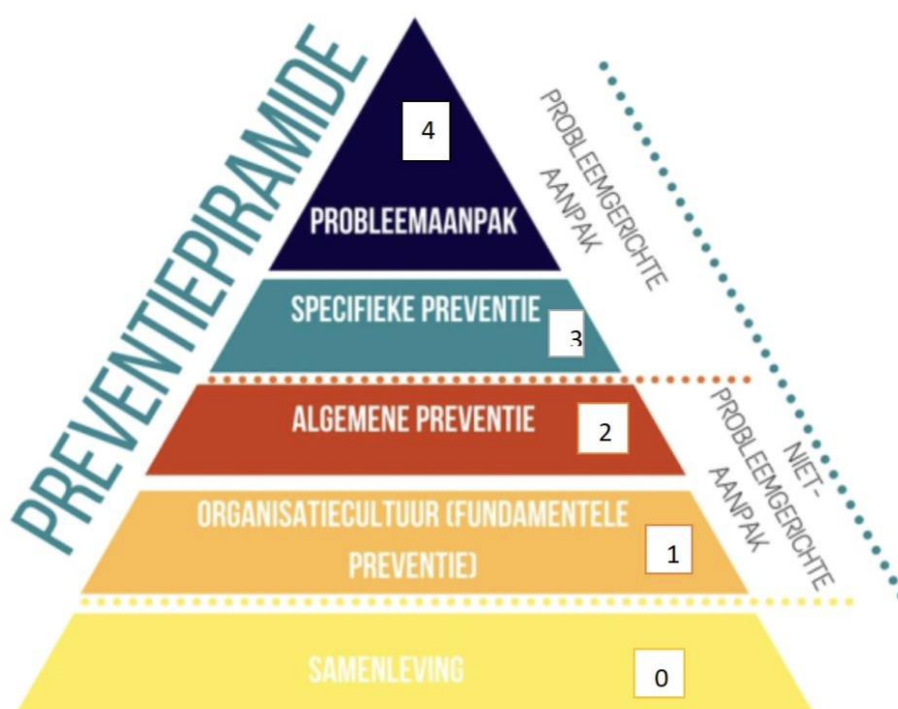 PREVENTIEPIRAMIDE
4
PROBLEEMAANPAK
PROBLEEMGERICHTE
AANPAK
SPECIFIEKE PREVENTIE
3
ALGEMENE PREVENTIE
2
NIET-
PROBLEEMGERICHTE
AANPAK
ORGANISATIECULTUUR (FUNDAMENTELE
PREVENTIE)
1
SAMENLEVING
0